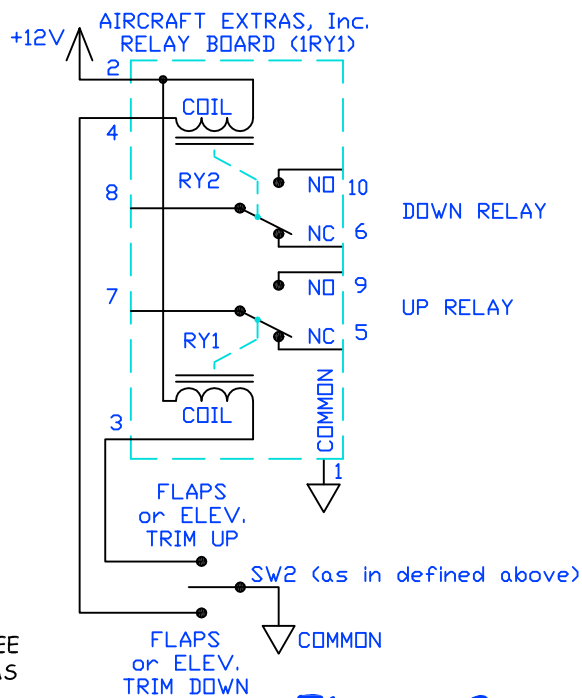 AIRCRAFT EXTRAS, Inc.
+12V
RELAY BOARD (1RY1)
2
COIL
4
RY2
NO 10
8
DOWN RELAY
NC 6
7
NO 9
UP RELAY
NC 5
RY1
COMMON
COIL
3
1
FLAPS
or ELEV.
TRIM UP
SW2 (as in defined above)
COMMON
FLAPS
or ELEV.
TRIM DOWN